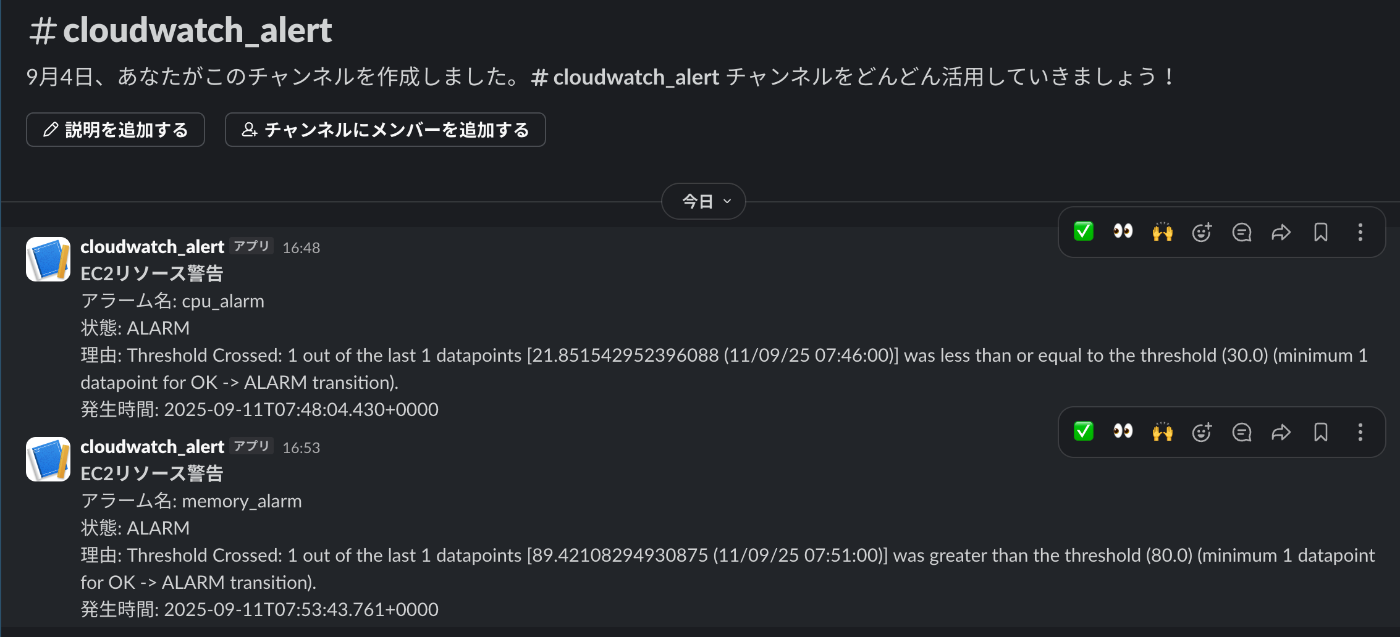 #cloudwatch_alert
9月4日、あなたがこのチャンネルを作成しました。# cloudwatch_alert チャンネルをどんどん活用していきましょう！
説明を追加する
チャンネルにメンバーを追加する
今日
cloudwatch_alert アプリ 16:48
EC2リソース警告
アラーム名: cpu_alarm
状態: ALARM
理由: Threshold Crossed: 1 out of the last 1 datapoints [21.851542952396088 (11/09/25 07:46:00)] was less than or equal to the threshold (30.0) (minimum 1
datapoint for OK -> ALARM transition).
発生時間: 2025-09-11T07:48:04.430+0000
cloudwatch_alert アプリ 16:53
EC2リソース警告
アラーム名: memory_alarm
状態: ALARM
理由: Threshold Crossed: 1 out of the last 1 datapoints [89.42108294930875 (11/09/25 07:51:00)] was greater than the threshold (80.0) (minimum 1 datapoint
for OK -> ALARM transition).
発生時間: 2025-09-11T07:53:43.761+0000